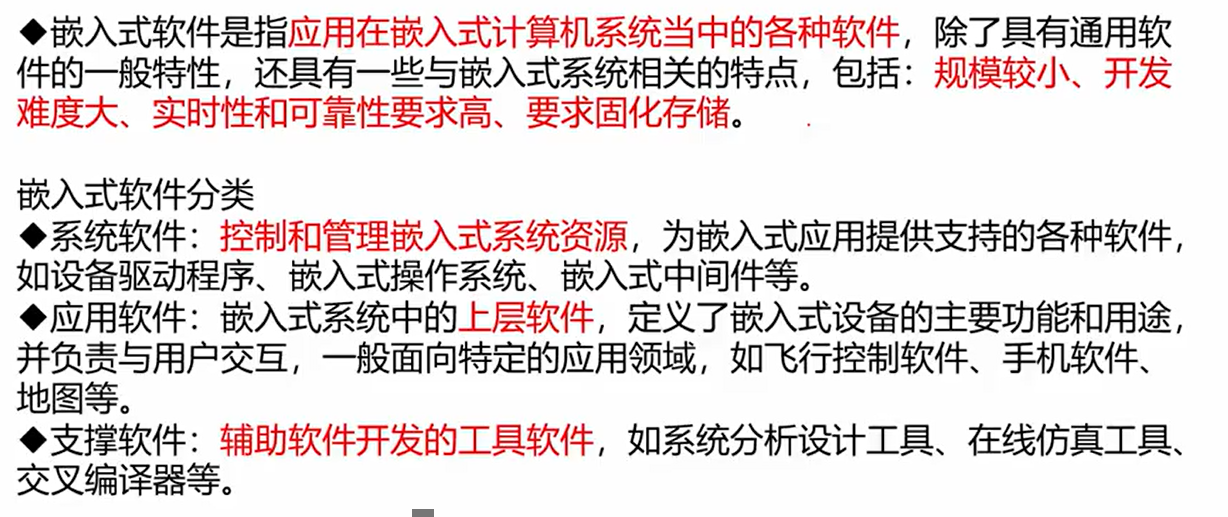 ◆嵌入式软件是指应用在嵌入式计算机系统当中的各种软件，除了具有通用软
件的一般特性，还具有一些与嵌入式系统相关的特点，包括：规模较小、开发
难度大、实时性和可靠性要求高、要求固化存储。
嵌入式软件分类
◆系统软件：控制和管理嵌入式系统资源，为嵌入式应用提供支持的各种软件，
如设备驱动程序、嵌入式操作系统、嵌入式中间件等。
◆应用软件：嵌入式系统中的上层软件，定义了嵌入式设备的主要功能和用途，
并负责与用户交互，一般面向特定的应用领域，如飞行控制软件、手机软件、
地图等。
◆支撑软件：辅助软件开发的工具软件，如系统分析设计工具、在线仿真工具、
交叉编译器等。